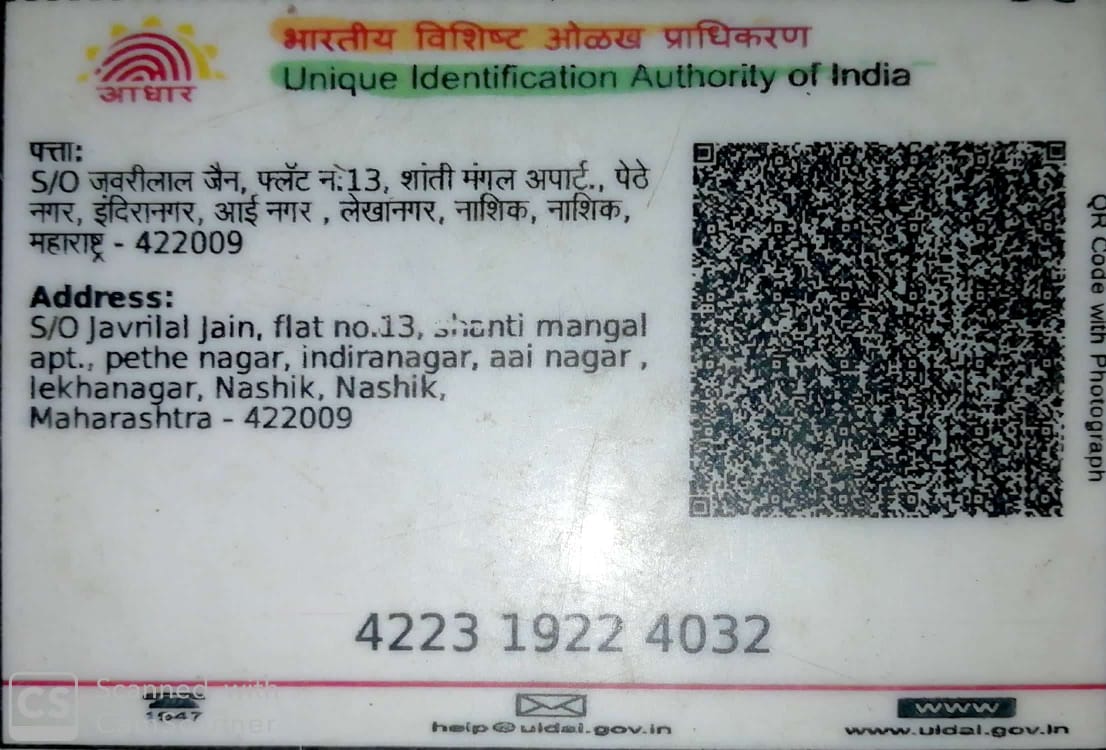 भारतीय विशिष्ट ओळख प्राधिकरण
Unique Identification Authority of India
आधार
पत्ता:
S/O जवरीलाल जैन, फ्लॅट नं.13, शांती मंगल अपार्ट., पेठे
नगर, इंदिरानगर, आई नगर , लेखानगर, नाशिक, नाशिक,
महाराष्ट्र - 422009
Address:
S/O Javrilal Jain, flat no.13, shanti mangal
apt., pethe nagar, indiranagar, aai nagar ,
lekhanagar, Nashik, Nashik,
Maharashtra - 422009
QR Code with Photograph
4223 1922 4032
CS
Scanned with
1947
help@uidai.gov.in
www
www.uidai.gov.in